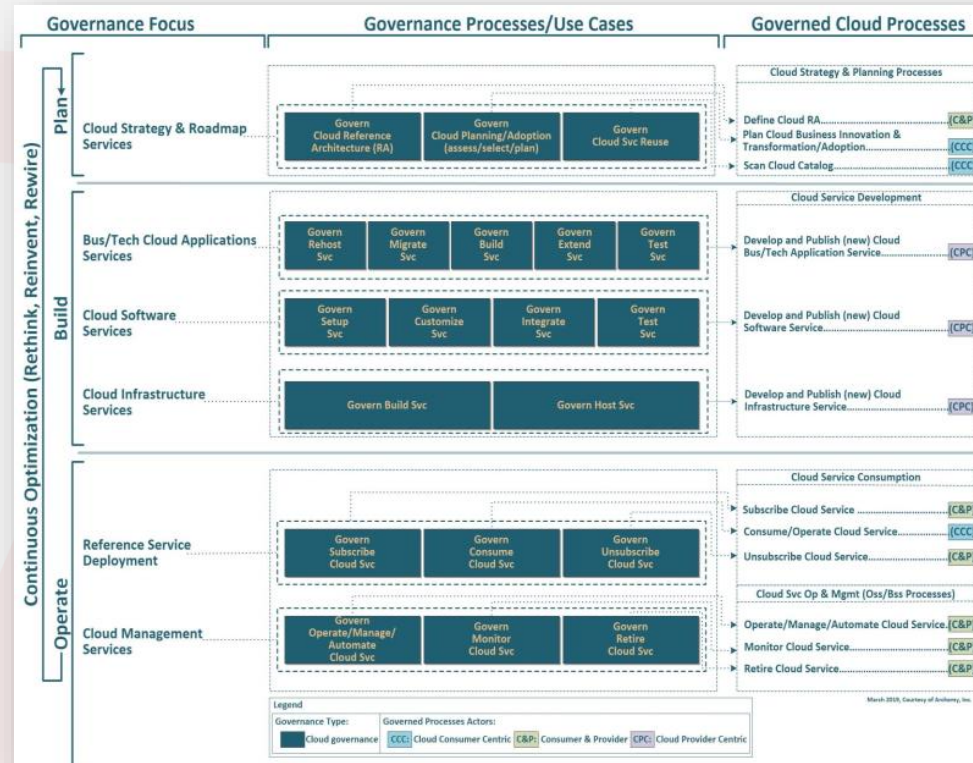 Governance Focus
Governance Processes/Use Cases
Governed Cloud Processes
Continuous Optimization (Rethink, Reinvent, Rewire)
Plan
Cloud Strategy & Roadmap
Services
Govern
Cloud Reference
Architecture (RA)
Govern
Cloud Planning/Adoption
(assess/select/plan)
Govern
Cloud Svc Reuse
Cloud Strategy & Planning Processes
Define Cloud RA (C&P)
Plan Cloud Business Innovation &
Transformation/Adoption (CCC)
Scan Cloud Catalog (CCC)
Build
Bus/Tech Cloud Applications
Services
Govern
Rehost
Svc
Govern
Migrate
Svc
Govern
Build
Svc
Govern
Extend
Svc
Govern
Test
Svc
Cloud Service Development
Develop and Publish (new) Cloud
Bus/Tech Application Service (CPC)
Cloud Software
Services
Govern
Setup
Svc
Govern
Customize
Svc
Govern
Integrate
Svc
Govern
Test
Svc
Develop and Publish (new) Cloud
Software Service (CPC)
Cloud Infrastructure
Services
Govern Build Svc
Govern Host Svc
Develop and Publish (new) Cloud
Infrastructure Service (CPC)
Operate
Reference Service
Deployment
Govern
Subscribe
Cloud Svc
Govern
Consume
Cloud Svc
Govern
Unsubscribe
Cloud Svc
Cloud Service Consumption
Subscribe Cloud Service (C&P)
Consume/Operate Cloud Service (CCC)
Unsubscribe Cloud Service (C&P)
Cloud Management
Services
Govern
Operate/Manage/
Automate
Cloud Svc
Govern
Monitor
Cloud Svc
Govern
Retire
Cloud Svc
Cloud Svc Op & Mgmt (Oss/Bss Processes)
Operate/Manage/Automate Cloud Service (C&P)
Monitor Cloud Service (C&P)
Retire Cloud Service (C&P)
March 2019, Courtesy of Archemy, Inc.
Legend
Governance Type:
Cloud governance
Governed Processes Actors:
CCC: Cloud Consumer Centric
C&P: Consumer & Provider
CPC: Cloud Provider Centric